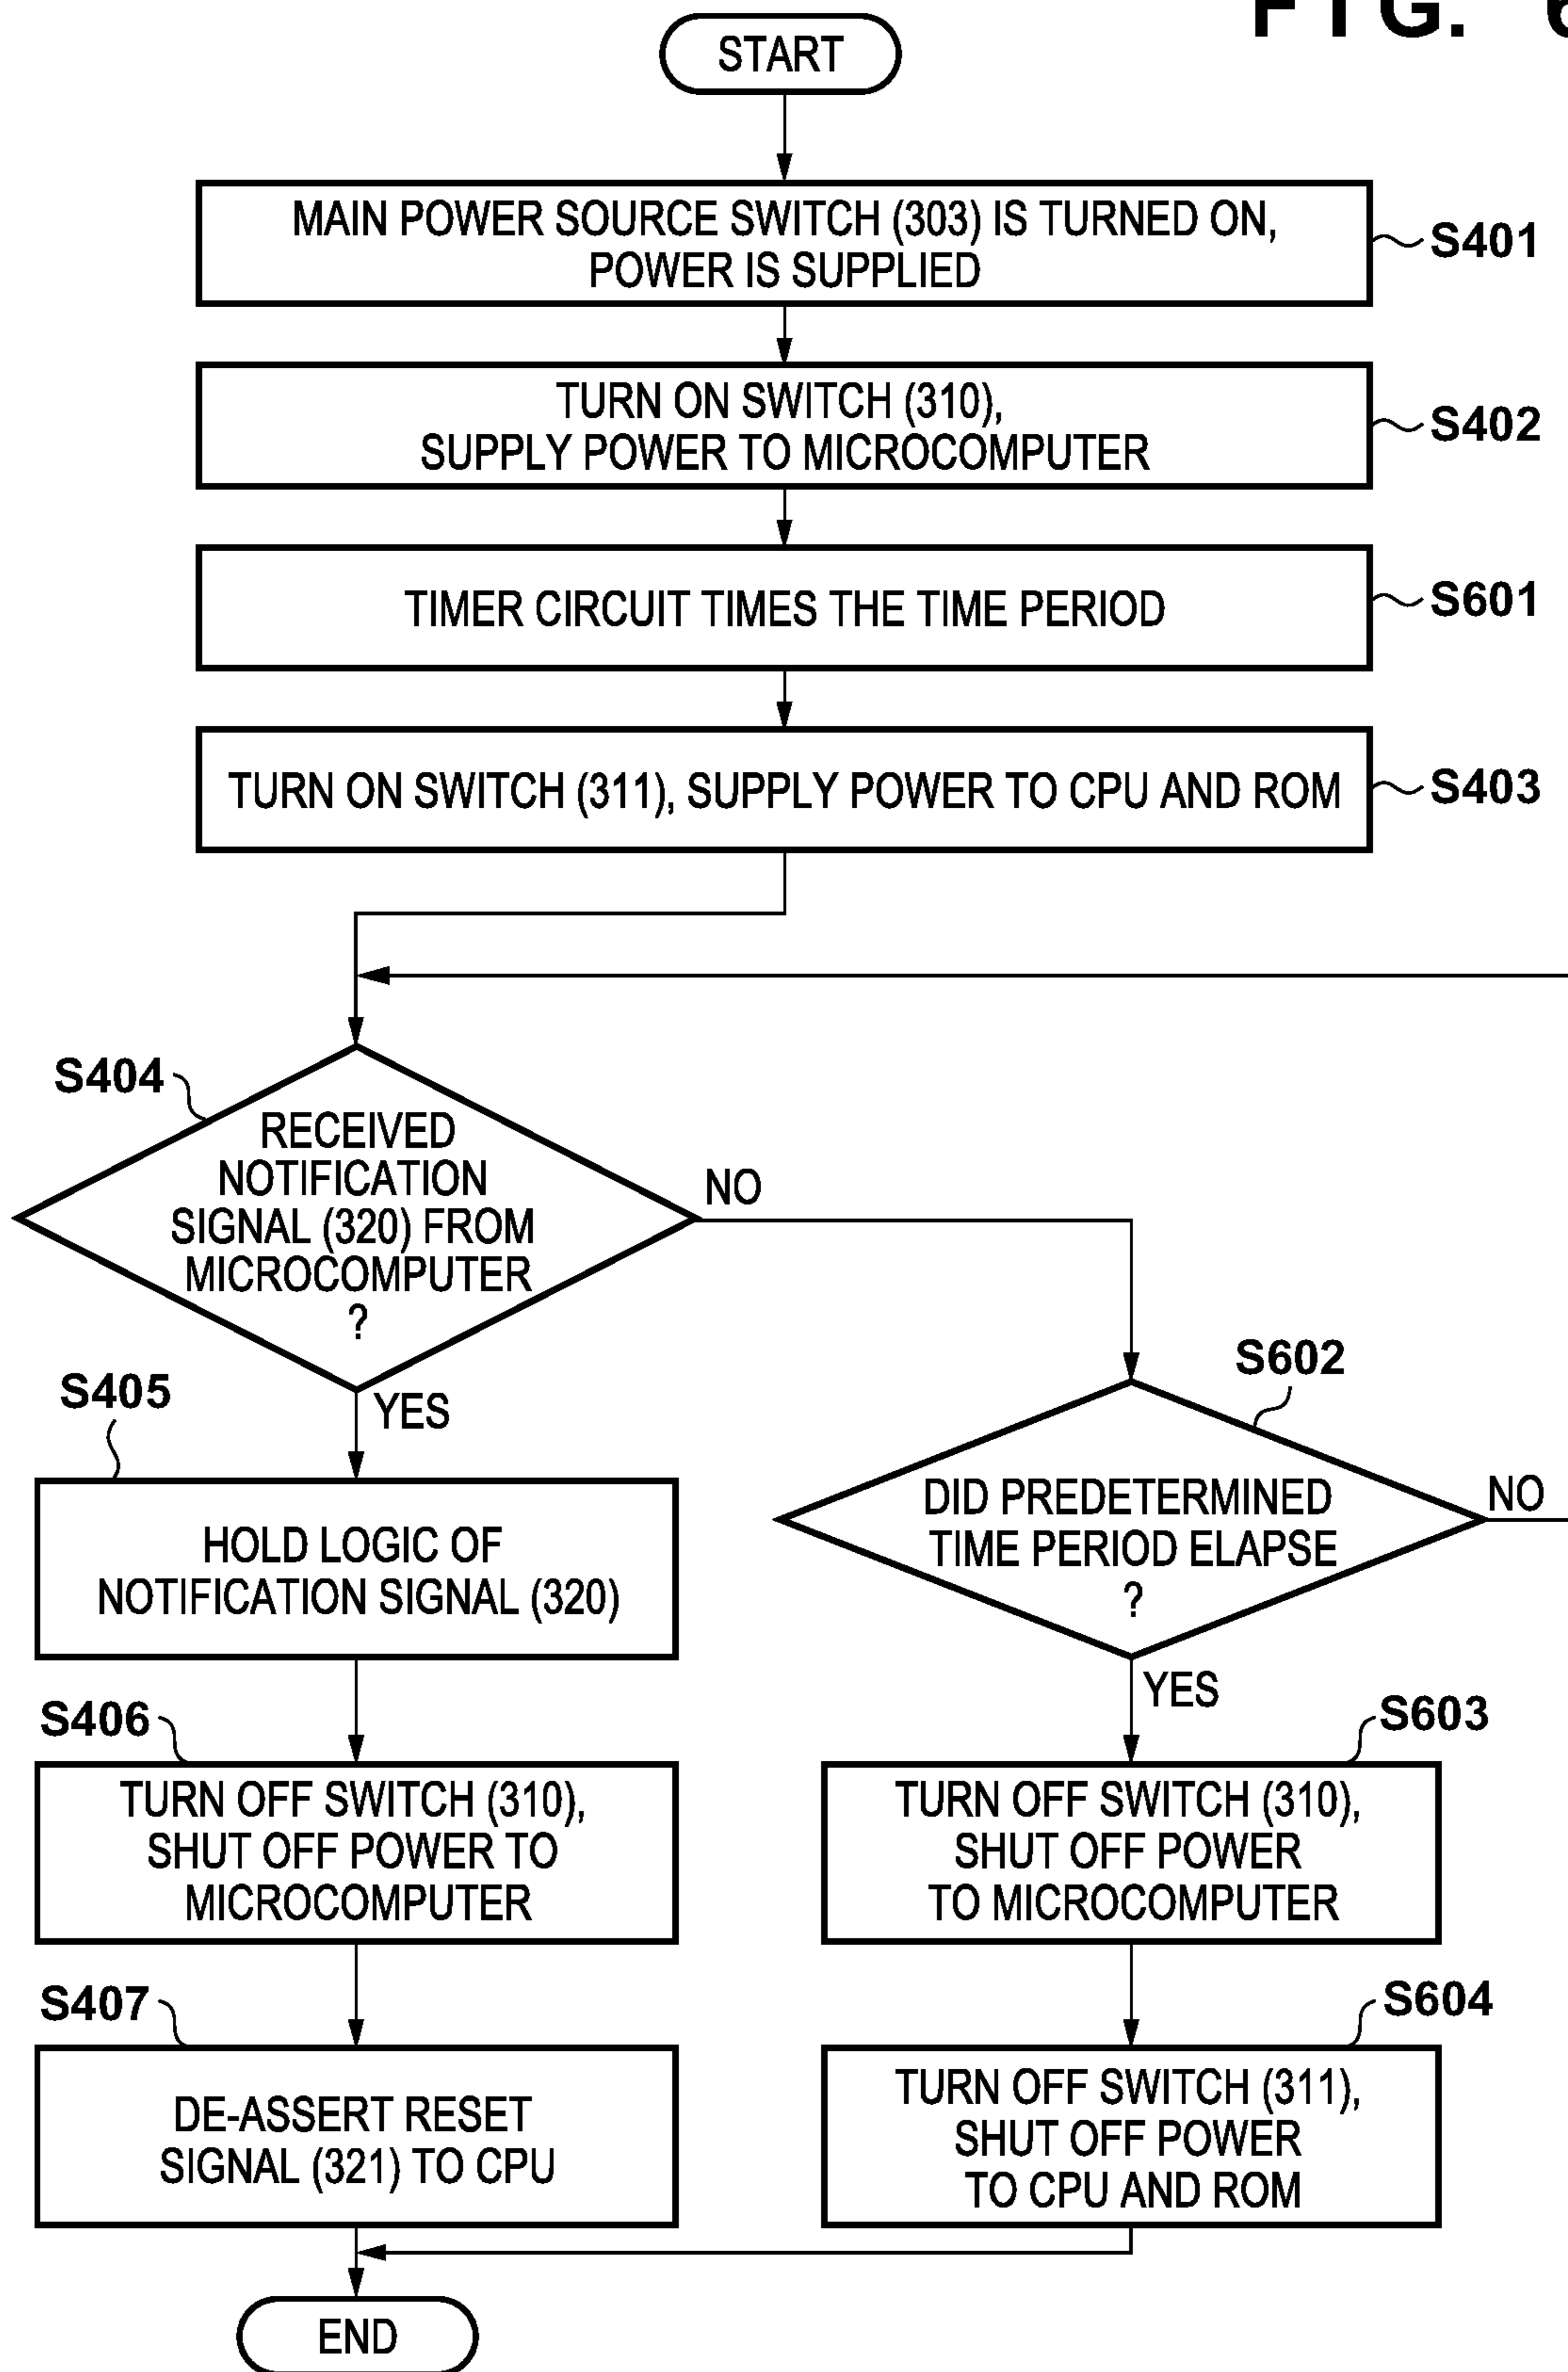 FIG. 6
START
MAIN POWER SOURCE SWITCH (303) IS TURNED ON,
POWER IS SUPPLIED
S401
TURN ON SWITCH (310),
SUPPLY POWER TO MICROCOMPUTER
S402
TIMER CIRCUIT TIMES THE TIME PERIOD
S601
TURN ON SWITCH (311), SUPPLY POWER TO CPU AND ROM
S403
S404
RECEIVED
NOTIFICATION
SIGNAL (320) FROM
MICROCOMPUTER
?
NO
YES
S602
DID PREDETERMINED
TIME PERIOD ELAPSE
?
NO
YES
S405
HOLD LOGIC OF
NOTIFICATION SIGNAL (320)
S406
TURN OFF SWITCH (310),
SHUT OFF POWER TO
MICROCOMPUTER
S603
TURN OFF SWITCH (310),
SHUT OFF POWER
TO MICROCOMPUTER
S407
DE-ASSERT RESET
SIGNAL (321) TO CPU
S604
TURN OFF SWITCH (311),
SHUT OFF POWER
TO CPU AND ROM
END